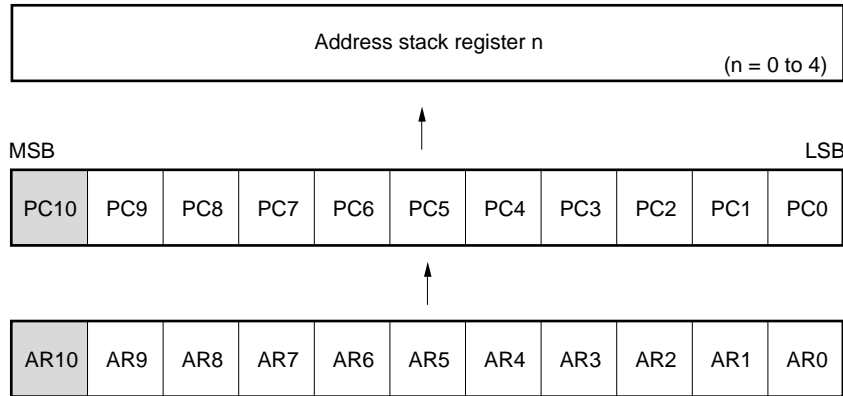 Address stack register n
(n = 0 to 4)
MSB LSB
PC10 PC9 PC8 PC7 PC6 PC5 PC4 PC3 PC2 PC1 PC0
AR10 AR9 AR8 AR7 AR6 AR5 AR4 AR3 AR2 AR1 AR0